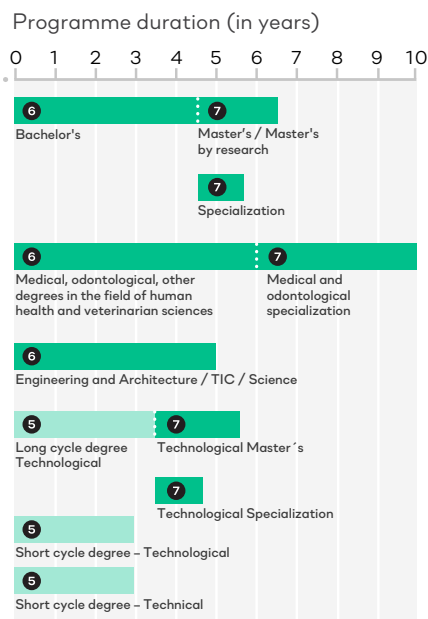 Programme duration (in years)
0 1 2 3 4 5 6 7 8 9 10
6 7
Bachelor's
Master's / Master's
by research
7
Specialization
6 7
Medical, odontological, other
degrees in the field of human
health and veterinarian sciences
Medical and
odontological
specialization
6
Engineering and Architecture / TIC / Science
5 7
Long cycle degree
Technological
Technological Master´s
7
Technological Specialization
5
Short cycle degree – Technological
5
Short cycle degree – Technical